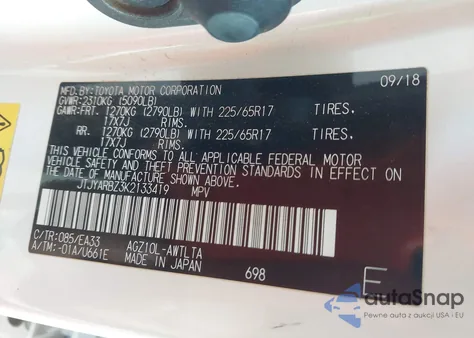 MFD.BY:TOYOTA MOTOR CORPORATION 09/18
GVWR:2310KG (5090LB)
GAWR:FRT. 1270KG (2790LB) WITH 225/65R17 TIRES.
17X7J RIMS.
RR. 1270KG (2790LB) WITH 225/65R17 TIRES.
17X7J RIMS.
THIS VEHICLE CONFORMS TO ALL APPLICABLE FEDERAL MOTOR
VEHICLE SAFETY AND BUMPER STANDARDS IN EFFECT ON
THE DATE OF MANUFACTURE SHOWN ABOVE.
JTJYARBZ3K2133419 MPV
C/TR:085/EA33 AGZ10L-AWTLTA
A/TM:-01A/U661E MADE IN JAPAN 698 E
autoSnap
Pewne auta z aukcji USA i EU